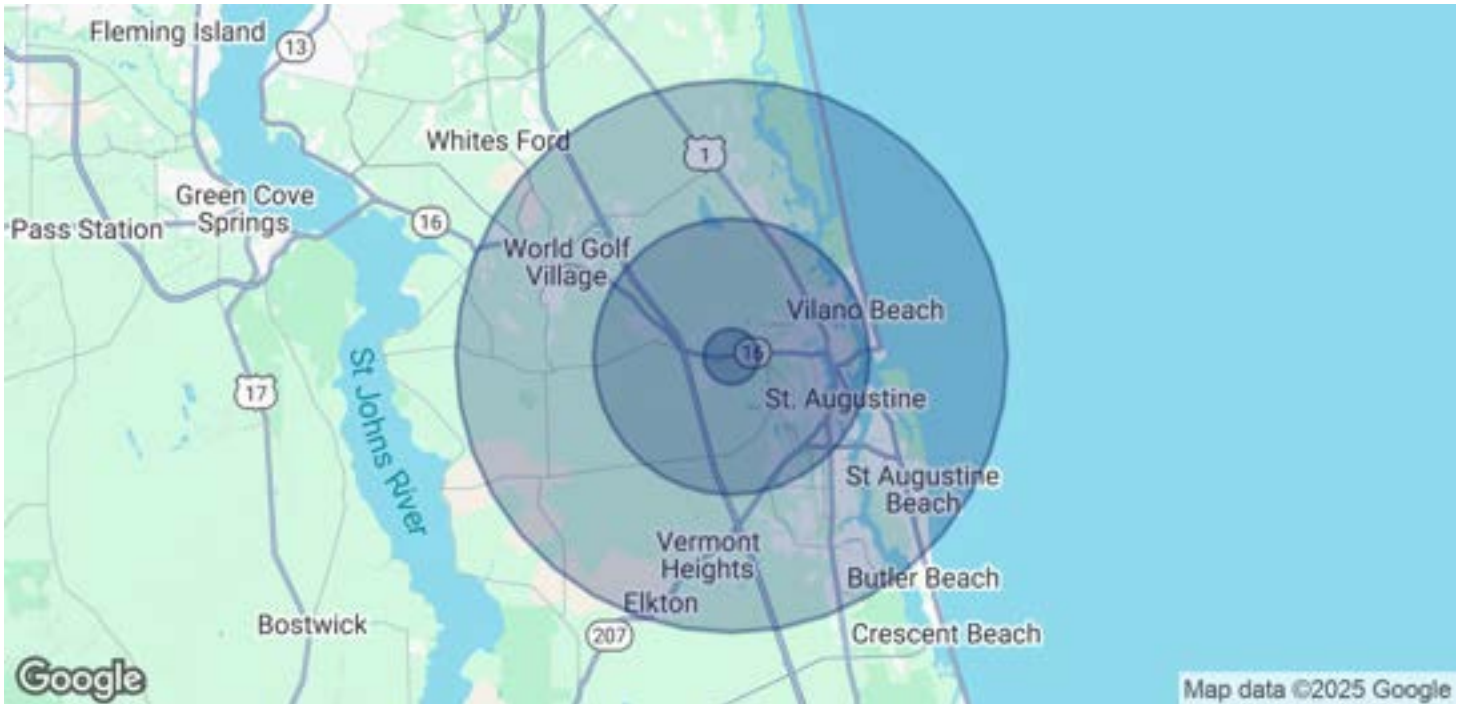 Fleming Island
13
Whites Ford
1
Green Cove
Springs
16
Pass Station
World Golf
Village
Vilano Beach
16
17
St. Augustine
St Johns River
St Augustine
Beach
Vermont
Heights
Butler Beach
Elkton
Bostwick
207
Crescent Beach
Google
Map data ©2025 Google